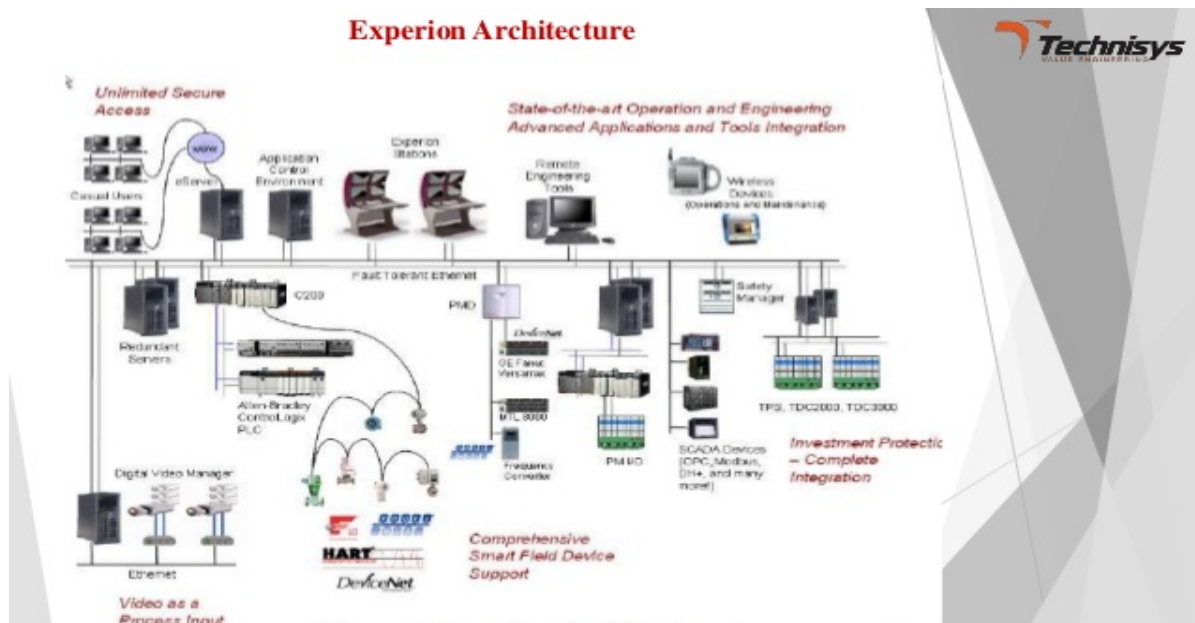 Experion Architecture
Technisys
VALUE ENGINEERING
Unlimited Secure
Access
State-of-the-art Operation and Engineering
Advanced Applications and Tools Integration
Experion
Stations
Application
Control
Environment
eServer
Casual Users
Remote
Engineering
Tools
Wireless
Devices
(Operations and Maintenance)
Fault Tolerant Ethernet
C200
PMD
Safety
Manager
Redundant
Servers
DeviceNet
GE Fanuc
Versamax
Allen-Bradley
ControlLogix
PLC
MTL 8000
TPS, TDC2000, TDC3000
Frequence
Converter
PM I/O
SCADA Devices
(OPC, Modbus,
DH+, and many
more!)
Investment Protectic
– Complete
Integration
Digital Video Manager
Comprehensive
Smart Field Device
Support
HART
DeviceNet
Ethernet
Video as a
Process Input